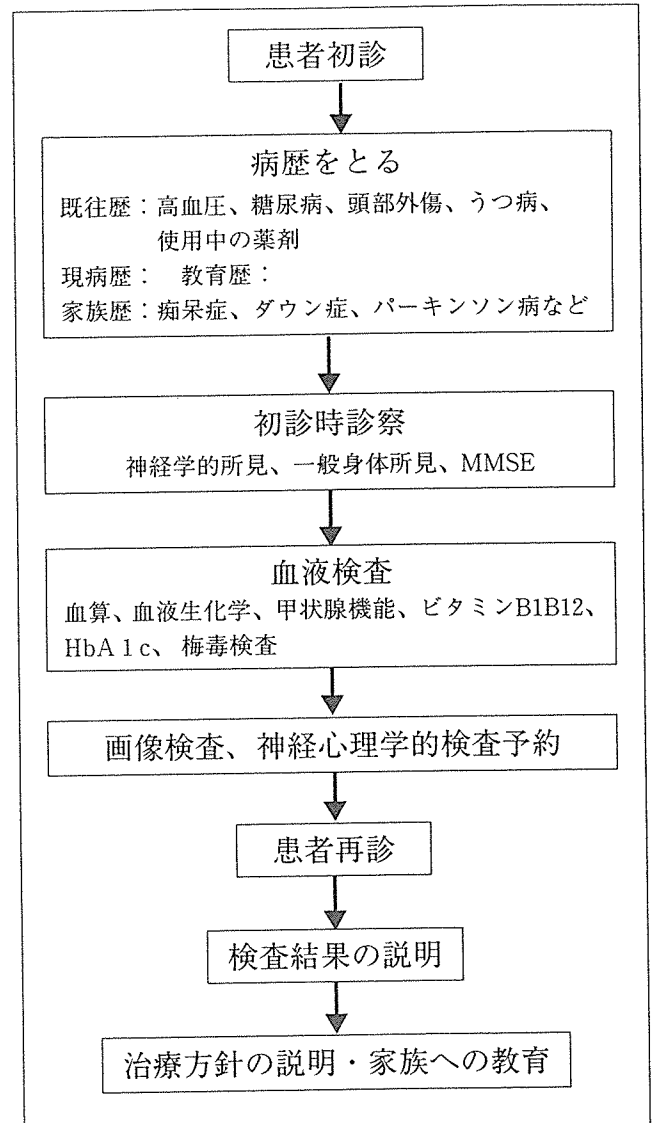 患者初診
病歴をとる
既往歴：高血圧、糖尿病、頭部外傷、うつ病、
使用中の薬剤
現病歴：　教育歴：
家族歴：痴呆症、ダウン症、パーキンソン病など
初診時診察
神経学的所見、一般身体所見、MMSE
血液検査
血算、血液生化学、甲状腺機能、ビタミンB1B12、
HbA1c、梅毒検査
画像検査、神経心理学的検査予約
患者再診
検査結果の説明
治療方針の説明・家族への教育